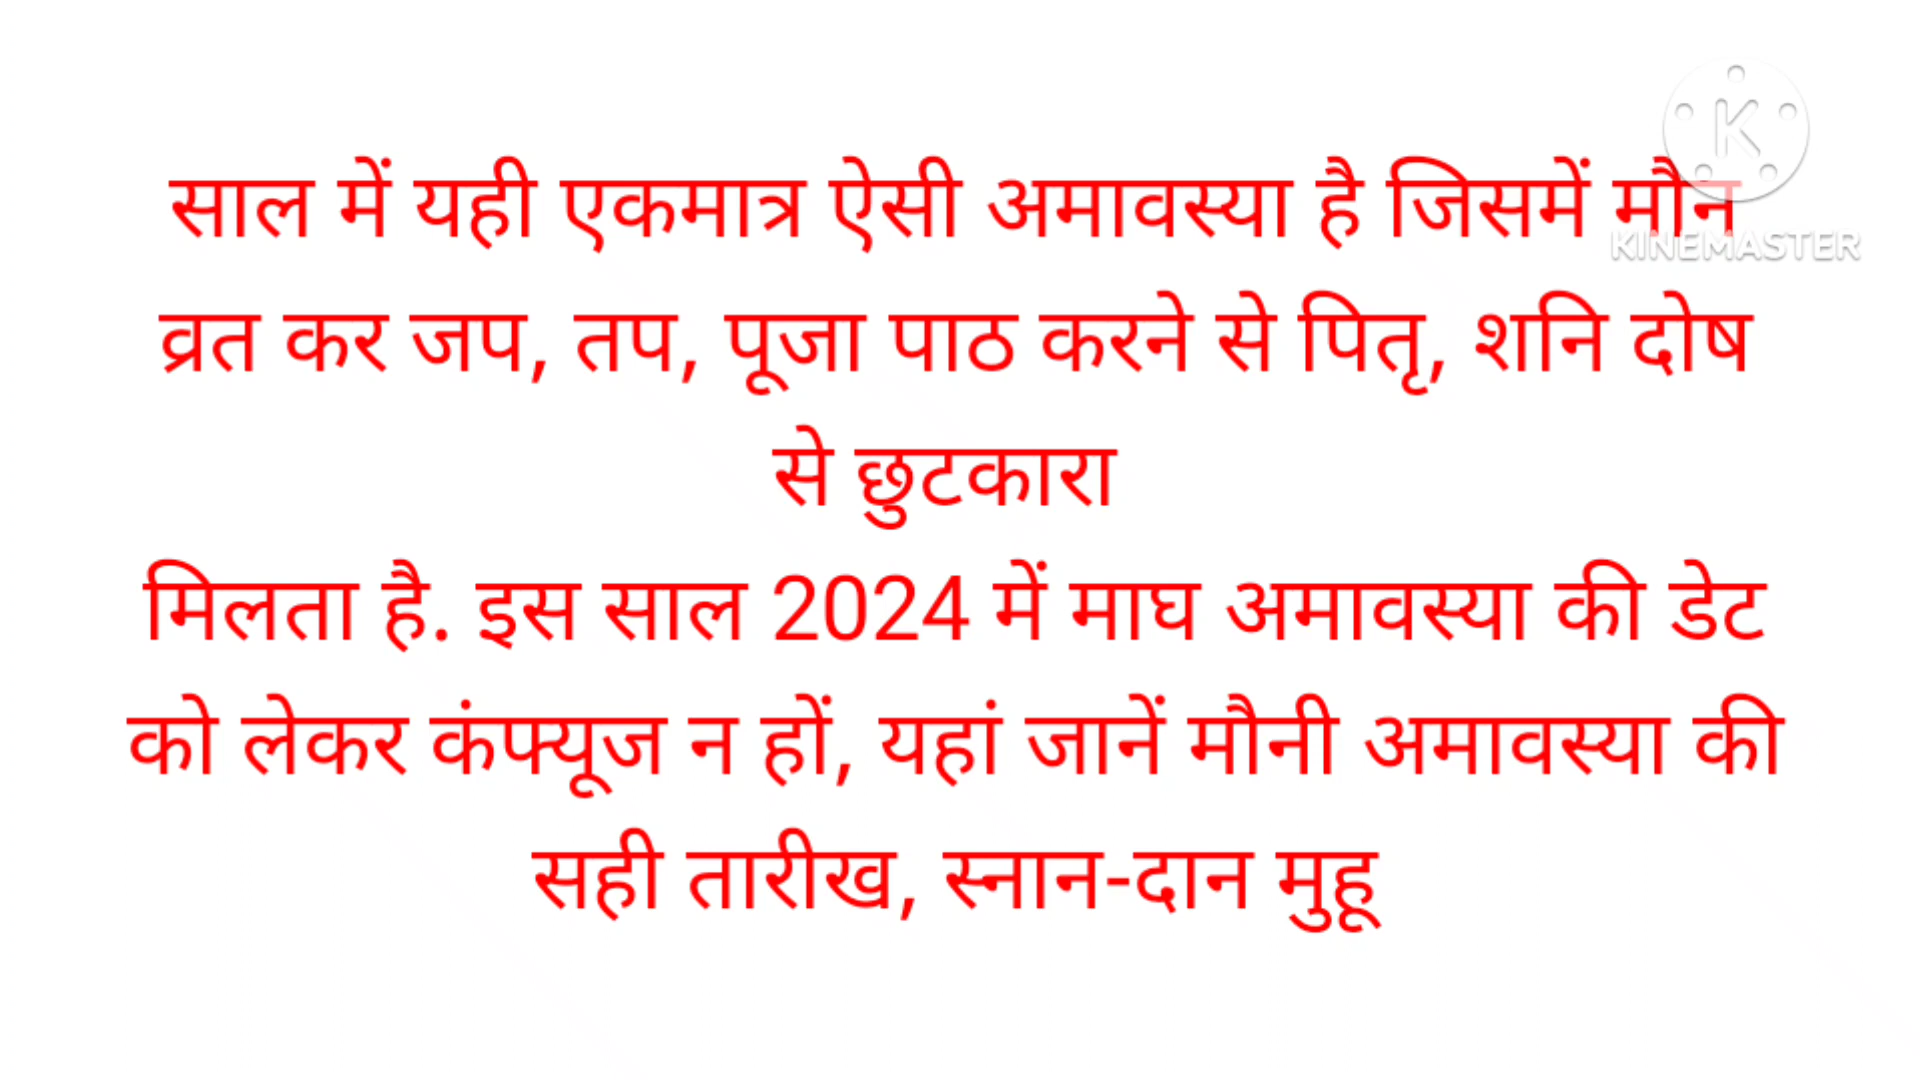 साल में यही एकमात्र ऐसी अमावस्या है जिसमें मौन
व्रत कर जप, तप, पूजा पाठ करने से पितृ, शनि दोष
से छुटकारा
मिलता है. इस साल 2024 में माघ अमावस्या की डेट
को लेकर कंफ्यूज न हों, यहां जानें मौनी अमावस्या की
सही तारीख, स्नान-दान मुहू
K
KINEMASTER